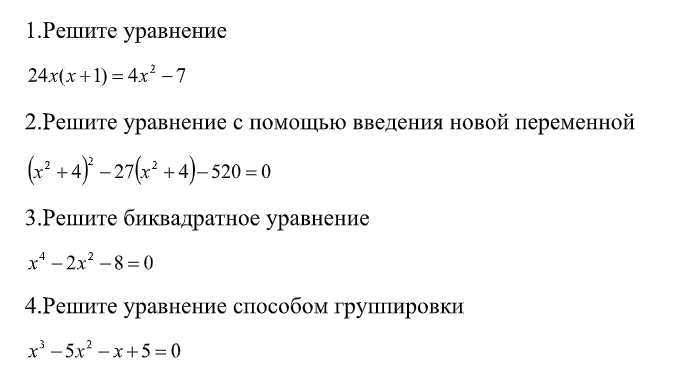 1.Решите уравнение
24x(x+1)=4x²−7
2.Решите уравнение с помощью введения новой переменной
(x²+4)²−27(x²+4)−520=0
3.Решите биквадратное уравнение
x⁴−2x²−8=0
4.Решите уравнение способом группировки
x³−5x²−x+5=0